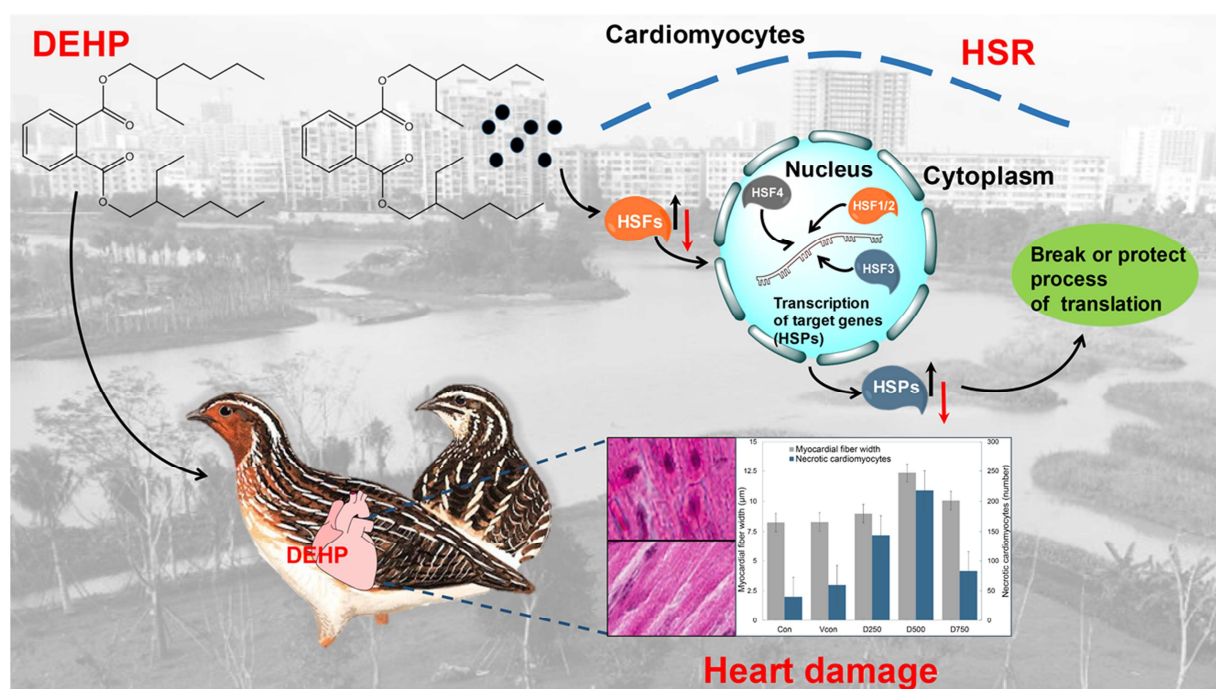 DEHP
Cardiomyocytes
HSR
O
O
O
O
O
O
O
O
Nucleus
Cytoplasm
HSF4
HSF1/2
HSFs
HSF3
Transcription
of target genes
(HSPs)
Break or protect
process
of translation
HSPs
DEHP
Myocardial fiber width
Necrotic cardiomyocytes
Myocardial fiber width (μm)
15
12.5
10
7.5
5
2.5
0
300
250
200
150
100
50
0
Necrotic cardiomyocytes (number)
Con Vcon D250 D500 D750
Heart damage